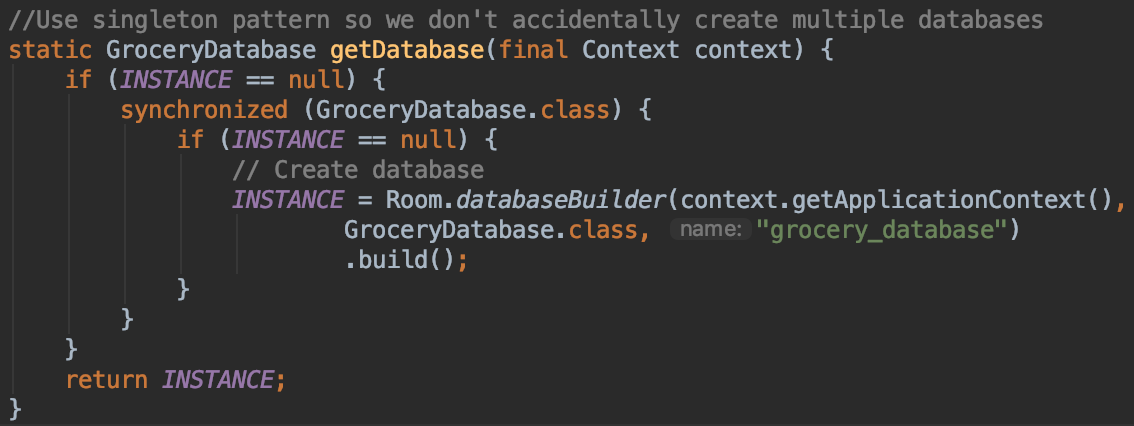 //Use singleton pattern so we don't accidentally create multiple databases
static GroceryDatabase getDatabase(final Context context) {
    if (INSTANCE == null) {
        synchronized (GroceryDatabase.class) {
            if (INSTANCE == null) {
                // Create database
                INSTANCE = Room.databaseBuilder(context.getApplicationContext(),
                        GroceryDatabase.class, name: "grocery_database")
                        .build();
            }
        }
    }
    return INSTANCE;
}